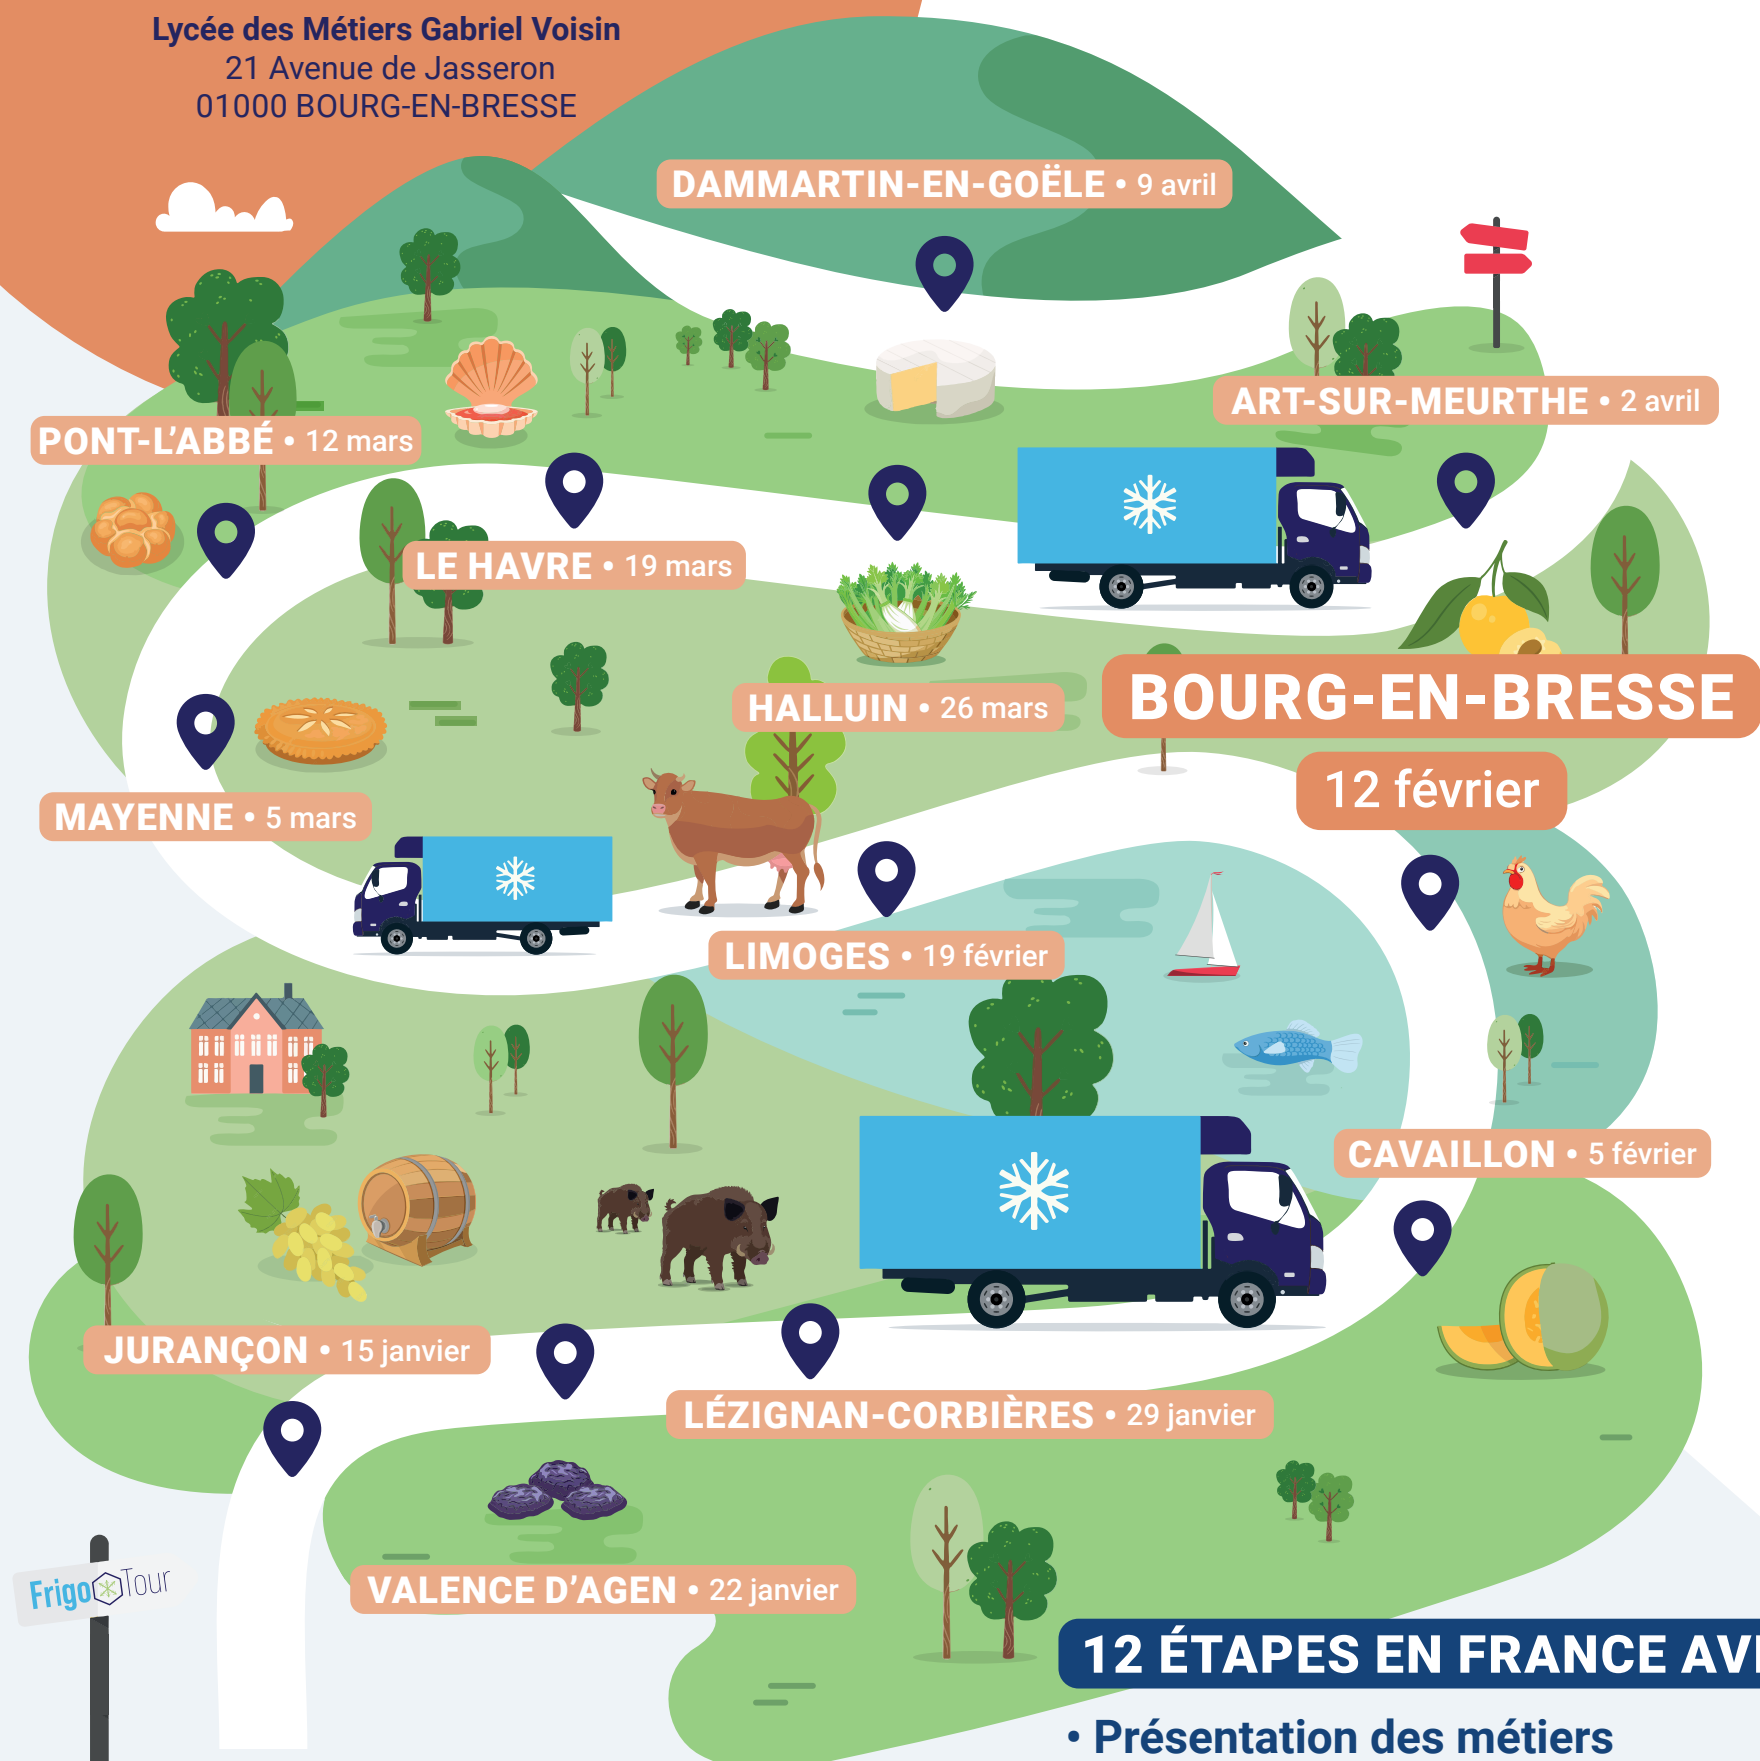 Lycée des Métiers Gabriel Voisin
21 Avenue de Jasseron
01000 BOURG-EN-BRESSE
DAMMARTIN-EN-GOËLE • 9 avril
ART-SUR-MEURTHE • 2 avril
PONT-L'ABBÉ • 12 mars
LE HAVRE • 19 mars
HALLUIN • 26 mars
BOURG-EN-BRESSE
12 février
MAYENNE • 5 mars
LIMOGES • 19 février
CAVAILLON • 5 février
JURANÇON • 15 janvier
LÉZIGNAN-CORBIÈRES • 29 janvier
VALENCE D'AGEN • 22 janvier
Frigo Tour
12 ÉTAPES EN FRANCE
• Présentation des métiers